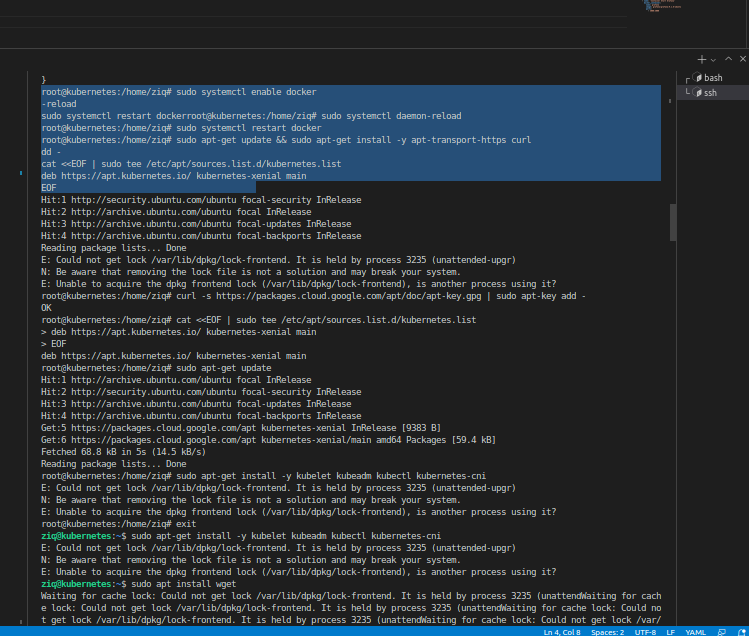 }
root@kubernetes:/home/ziq# sudo systemctl enable docker
-reload
sudo systemctl restart dockerroot@kubernetes:/home/ziq# sudo systemctl daemon-reload
root@kubernetes:/home/ziq# sudo systemctl restart docker
root@kubernetes:/home/ziq# sudo apt-get update && sudo apt-get install -y apt-transport-https curl
dd -
cat <<EOF | sudo tee /etc/apt/sources.list.d/kubernetes.list
deb https://apt.kubernetes.io/ kubernetes-xenial main
EOF
Hit:1 http://security.ubuntu.com/ubuntu focal-security InRelease
Hit:2 http://archive.ubuntu.com/ubuntu focal InRelease
Hit:3 http://archive.ubuntu.com/ubuntu focal-updates InRelease
Hit:4 http://archive.ubuntu.com/ubuntu focal-backports InRelease
Reading package lists... Done
E: Could not get lock /var/lib/dpkg/lock-frontend. It is held by process 3235 (unattended-upgr)
N: Be aware that removing the lock file is not a solution and may break your system.
E: Unable to acquire the dpkg frontend lock (/var/lib/dpkg/lock-frontend), is another process using it?
root@kubernetes:/home/ziq# curl -s https://packages.cloud.google.com/apt/doc/apt-key.gpg | sudo apt-key add -
OK
root@kubernetes:/home/ziq# cat <<EOF | sudo tee /etc/apt/sources.list.d/kubernetes.list
> deb https://apt.kubernetes.io/ kubernetes-xenial main
> EOF
deb https://apt.kubernetes.io/ kubernetes-xenial main
root@kubernetes:/home/ziq# sudo apt-get update
Hit:1 http://archive.ubuntu.com/ubuntu focal InRelease
Hit:2 http://security.ubuntu.com/ubuntu focal-security InRelease
Hit:3 http://archive.ubuntu.com/ubuntu focal-updates InRelease
Hit:4 http://archive.ubuntu.com/ubuntu focal-backports InRelease
Get:5 https://packages.cloud.google.com/apt kubernetes-xenial InRelease [9383 B]
Get:6 https://packages.cloud.google.com/apt kubernetes-xenial/main amd64 Packages [59.4 kB]
Fetched 68.8 kB in 5s (14.5 kB/s)
Reading package lists... Done
root@kubernetes:/home/ziq# sudo apt-get install -y kubelet kubeadm kubectl kubernetes-cni
E: Could not get lock /var/lib/dpkg/lock-frontend. It is held by process 3235 (unattended-upgr)
N: Be aware that removing the lock file is not a solution and may break your system.
E: Unable to acquire the dpkg frontend lock (/var/lib/dpkg/lock-frontend), is another process using it?
root@kubernetes:/home/ziq# exit
ziq@kubernetes:~$ sudo apt-get install -y kubelet kubeadm kubectl kubernetes-cni
E: Could not get lock /var/lib/dpkg/lock-frontend. It is held by process 3235 (unattended-upgr)
N: Be aware that removing the lock file is not a solution and may break your system.
E: Unable to acquire the dpkg frontend lock (/var/lib/dpkg/lock-frontend), is another process using it?
ziq@kubernetes:~$ sudo apt install wget
Waiting for cache lock: Could not get lock /var/lib/dpkg/lock-frontend. It is held by process 3235 (unattendWaiting for cach
e lock: Could not get lock /var/lib/dpkg/lock-frontend. It is held by process 3235 (unattendWaiting for cache lock: Could no
t get lock /var/lib/dpkg/lock-frontend. It is held by process 3235 (unattendWaiting for cache lock: Could not get lock /var/
bash
ssh
Ln 4, Col 8
Spaces: 2
UTF-8
LF
YAML